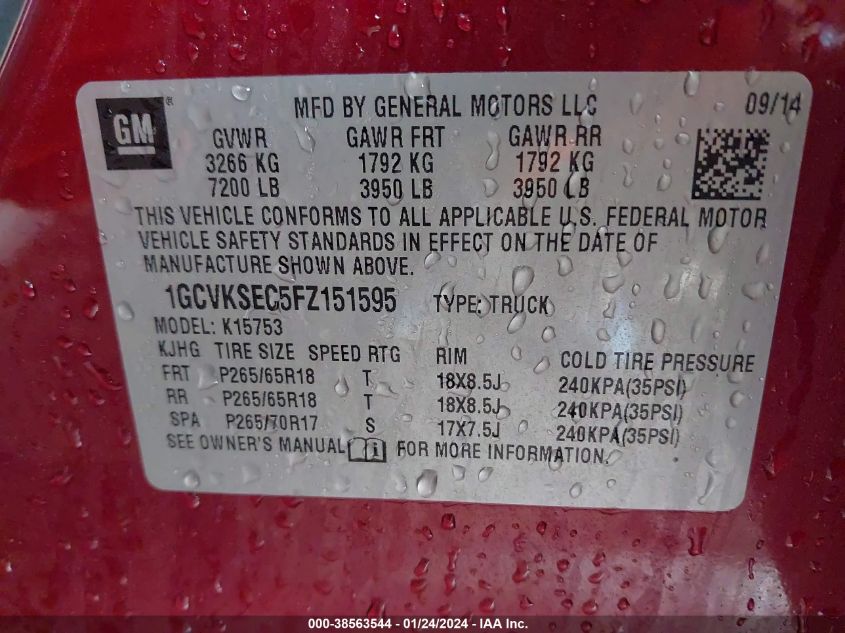 GM ® MFD BY GENERAL MOTORS LLC 09/14
GVWR GAWR FRT GAWR RR
3266 KG 1792 KG 1792 KG
7200 LB 3950 LB 3950 LB
THIS VEHICLE CONFORMS TO ALL APPLICABLE U.S. FEDERAL MOTOR
VEHICLE SAFETY STANDARDS IN EFFECT ON THE DATE OF
MANUFACTURE SHOWN ABOVE.
1GCVKSEC5FZ151595 TYPE: TRUCK
MODEL: K15753
KJHG TIRE SIZE SPEED RTG RIM COLD TIRE PRESSURE
FRT P265/65R18 T 18X8.5J 240KPA(35PSI)
RR P265/65R18 T 18X8.5J 240KPA(35PSI)
SPA P265/70R17 S 17X7.5J 240KPA(35PSI)
SEE OWNER'S MANUAL i FOR MORE INFORMATION.
000-38563544 / 01/24/2024 - IAAI.com.